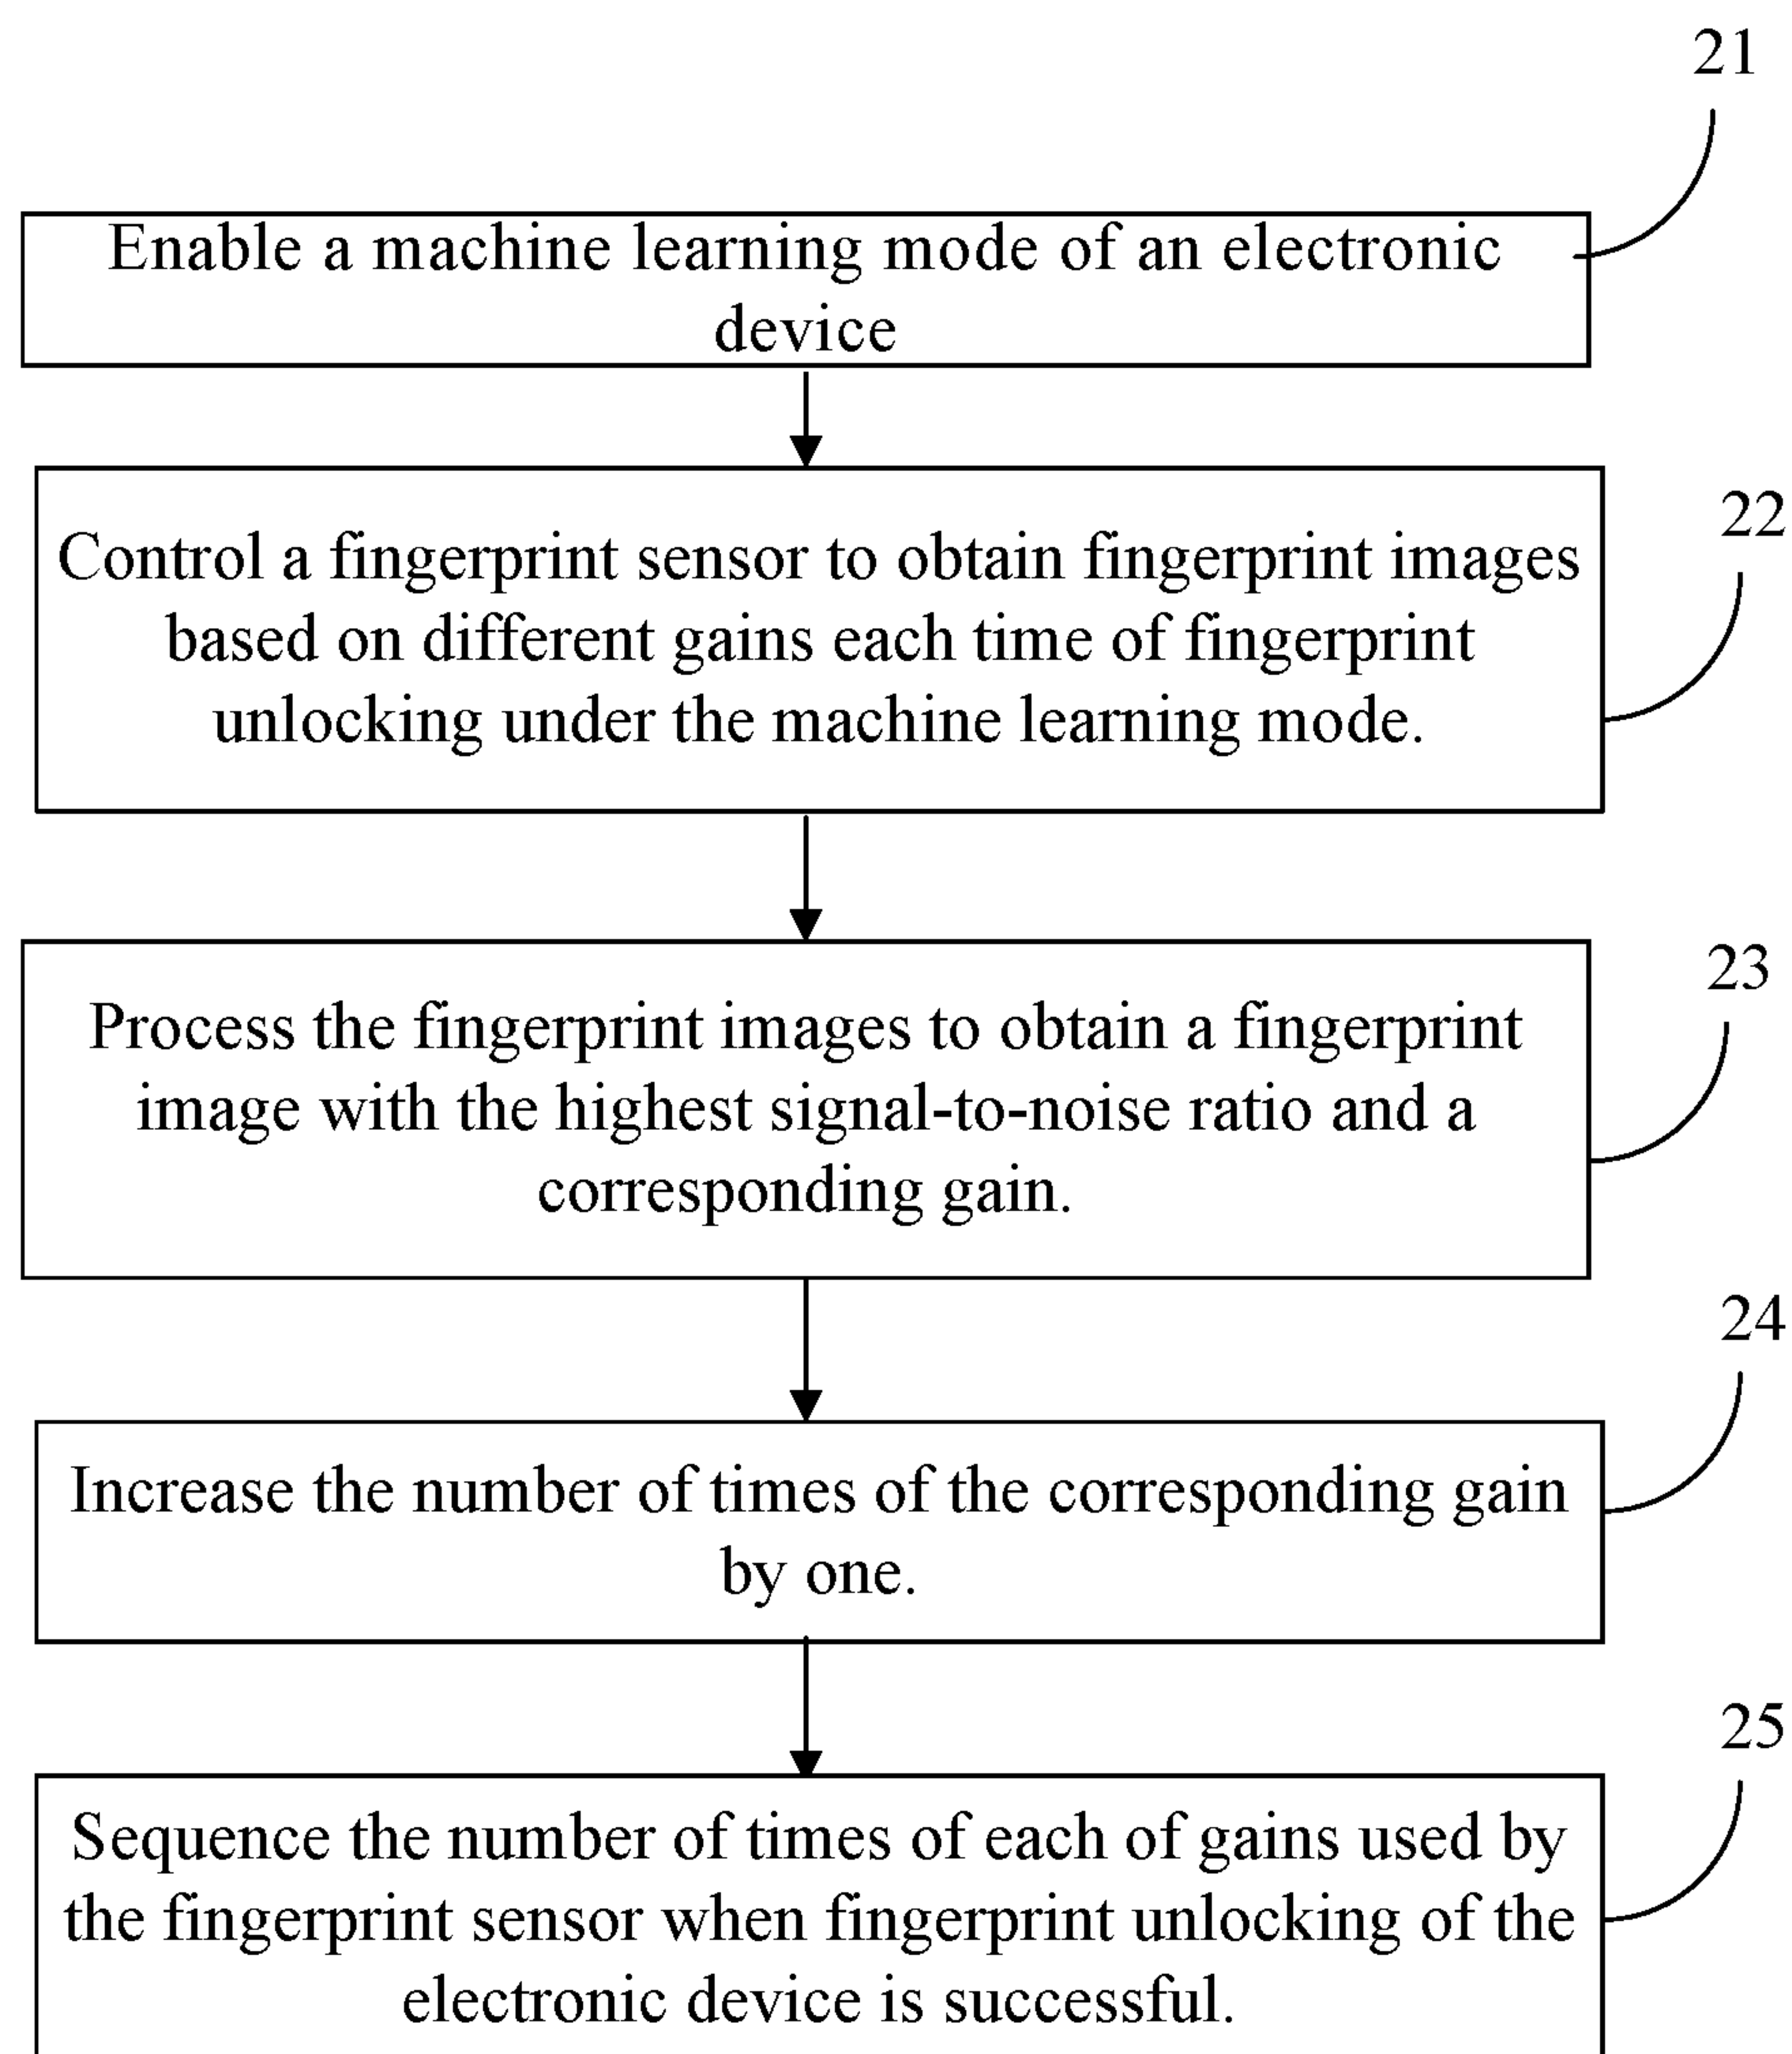 21
Enable a machine learning mode of an electronic
device
22
Control a fingerprint sensor to obtain fingerprint images
based on different gains each time of fingerprint
unlocking under the machine learning mode.
23
Process the fingerprint images to obtain a fingerprint
image with the highest signal-to-noise ratio and a
corresponding gain.
24
Increase the number of times of the corresponding gain
by one.
25
Sequence the number of times of each of gains used by
the fingerprint sensor when fingerprint unlocking of the
electronic device is successful.